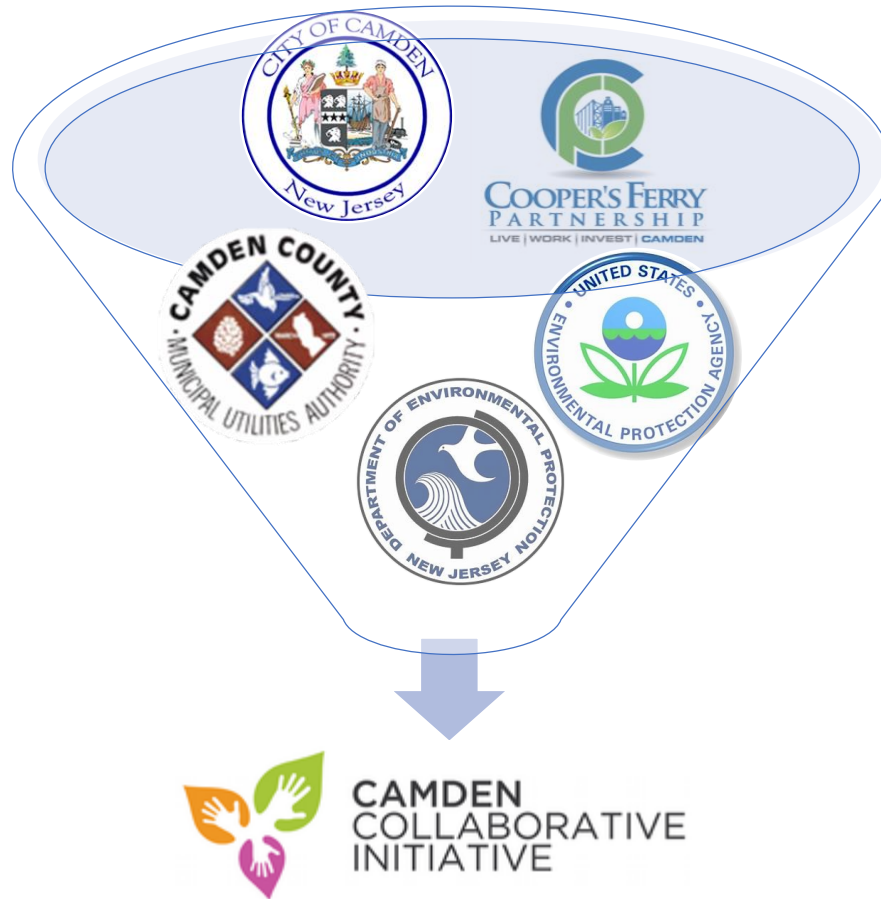 CITY OF CAMDEN
New Jersey
COOPER'S FERRY
PARTNERSHIP
LIVE | WORK | INVEST | CAMDEN
CAMDEN COUNTY
· MUNICIPAL UTILITIES AUTHORITY ·
UNITED STATES
• ENVIRONMENTAL PROTECTION AGENCY •
DEPARTMENT OF ENVIRONMENTAL PROTECTION
NEW JERSEY
CAMDEN
COLLABORATIVE
INITIATIVE